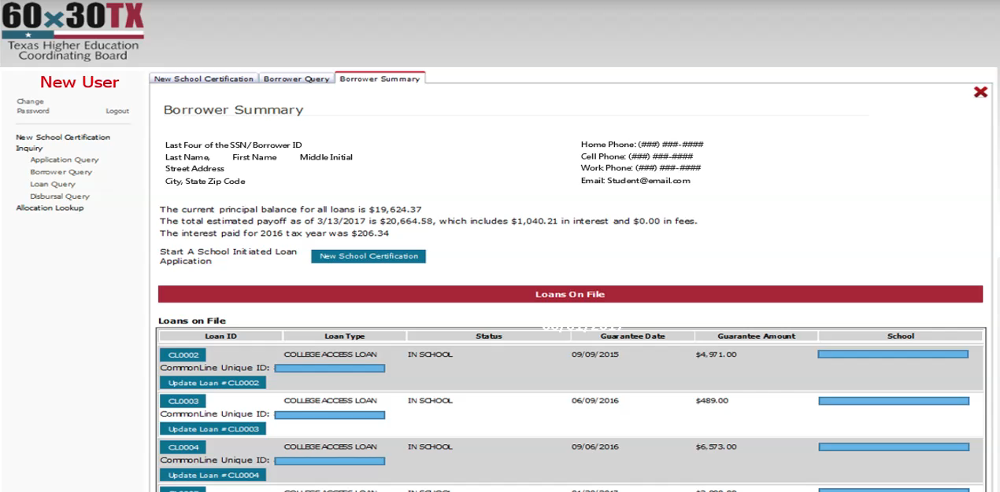 60x30TX
Texas Higher Education
Coordinating Board
New User
Change
Password
Logout
New School Certification
Inquiry
Application Query
Borrower Query
Loan Query
Disbursal Query
Allocation Lookup
New School Certification Borrower Query Borrower Summary
Borrower Summary
Last Four of the SSN/Borrower ID
Last Name, First Name Middle Initial
Street Address
City, State Zip Code
Home Phone: (###) ###-####
Cell Phone: (###) ###-####
Work Phone: (###) ###-####
Email: Student@email.com
The current principal balance for all loans is $19,624.37
The total estimated payoff as of 3/13/2017 is $20,664.58, which includes $1,040.21 in interest and $0.00 in fees.
The interest paid for 2016 tax year was $206.34
Start A School Initiated Loan
Application
New School Certification
Loans On File
Loans on File
Loan ID Loan Type Status Guarantee Date Guarantee Amount School
CL0002 COLLEGE ACCESS LOAN IN SCHOOL 09/09/2015 $4,971.00
CommonLine Unique ID:
Update Loan #CL0002
CL0003 COLLEGE ACCESS LOAN IN SCHOOL 06/09/2016 $489.00
CommonLine Unique ID:
Update Loan #CL0003
CL0004 COLLEGE ACCESS LOAN IN SCHOOL 09/06/2016 $6,573.00
CommonLine Unique ID:
Update Loan #CL0004